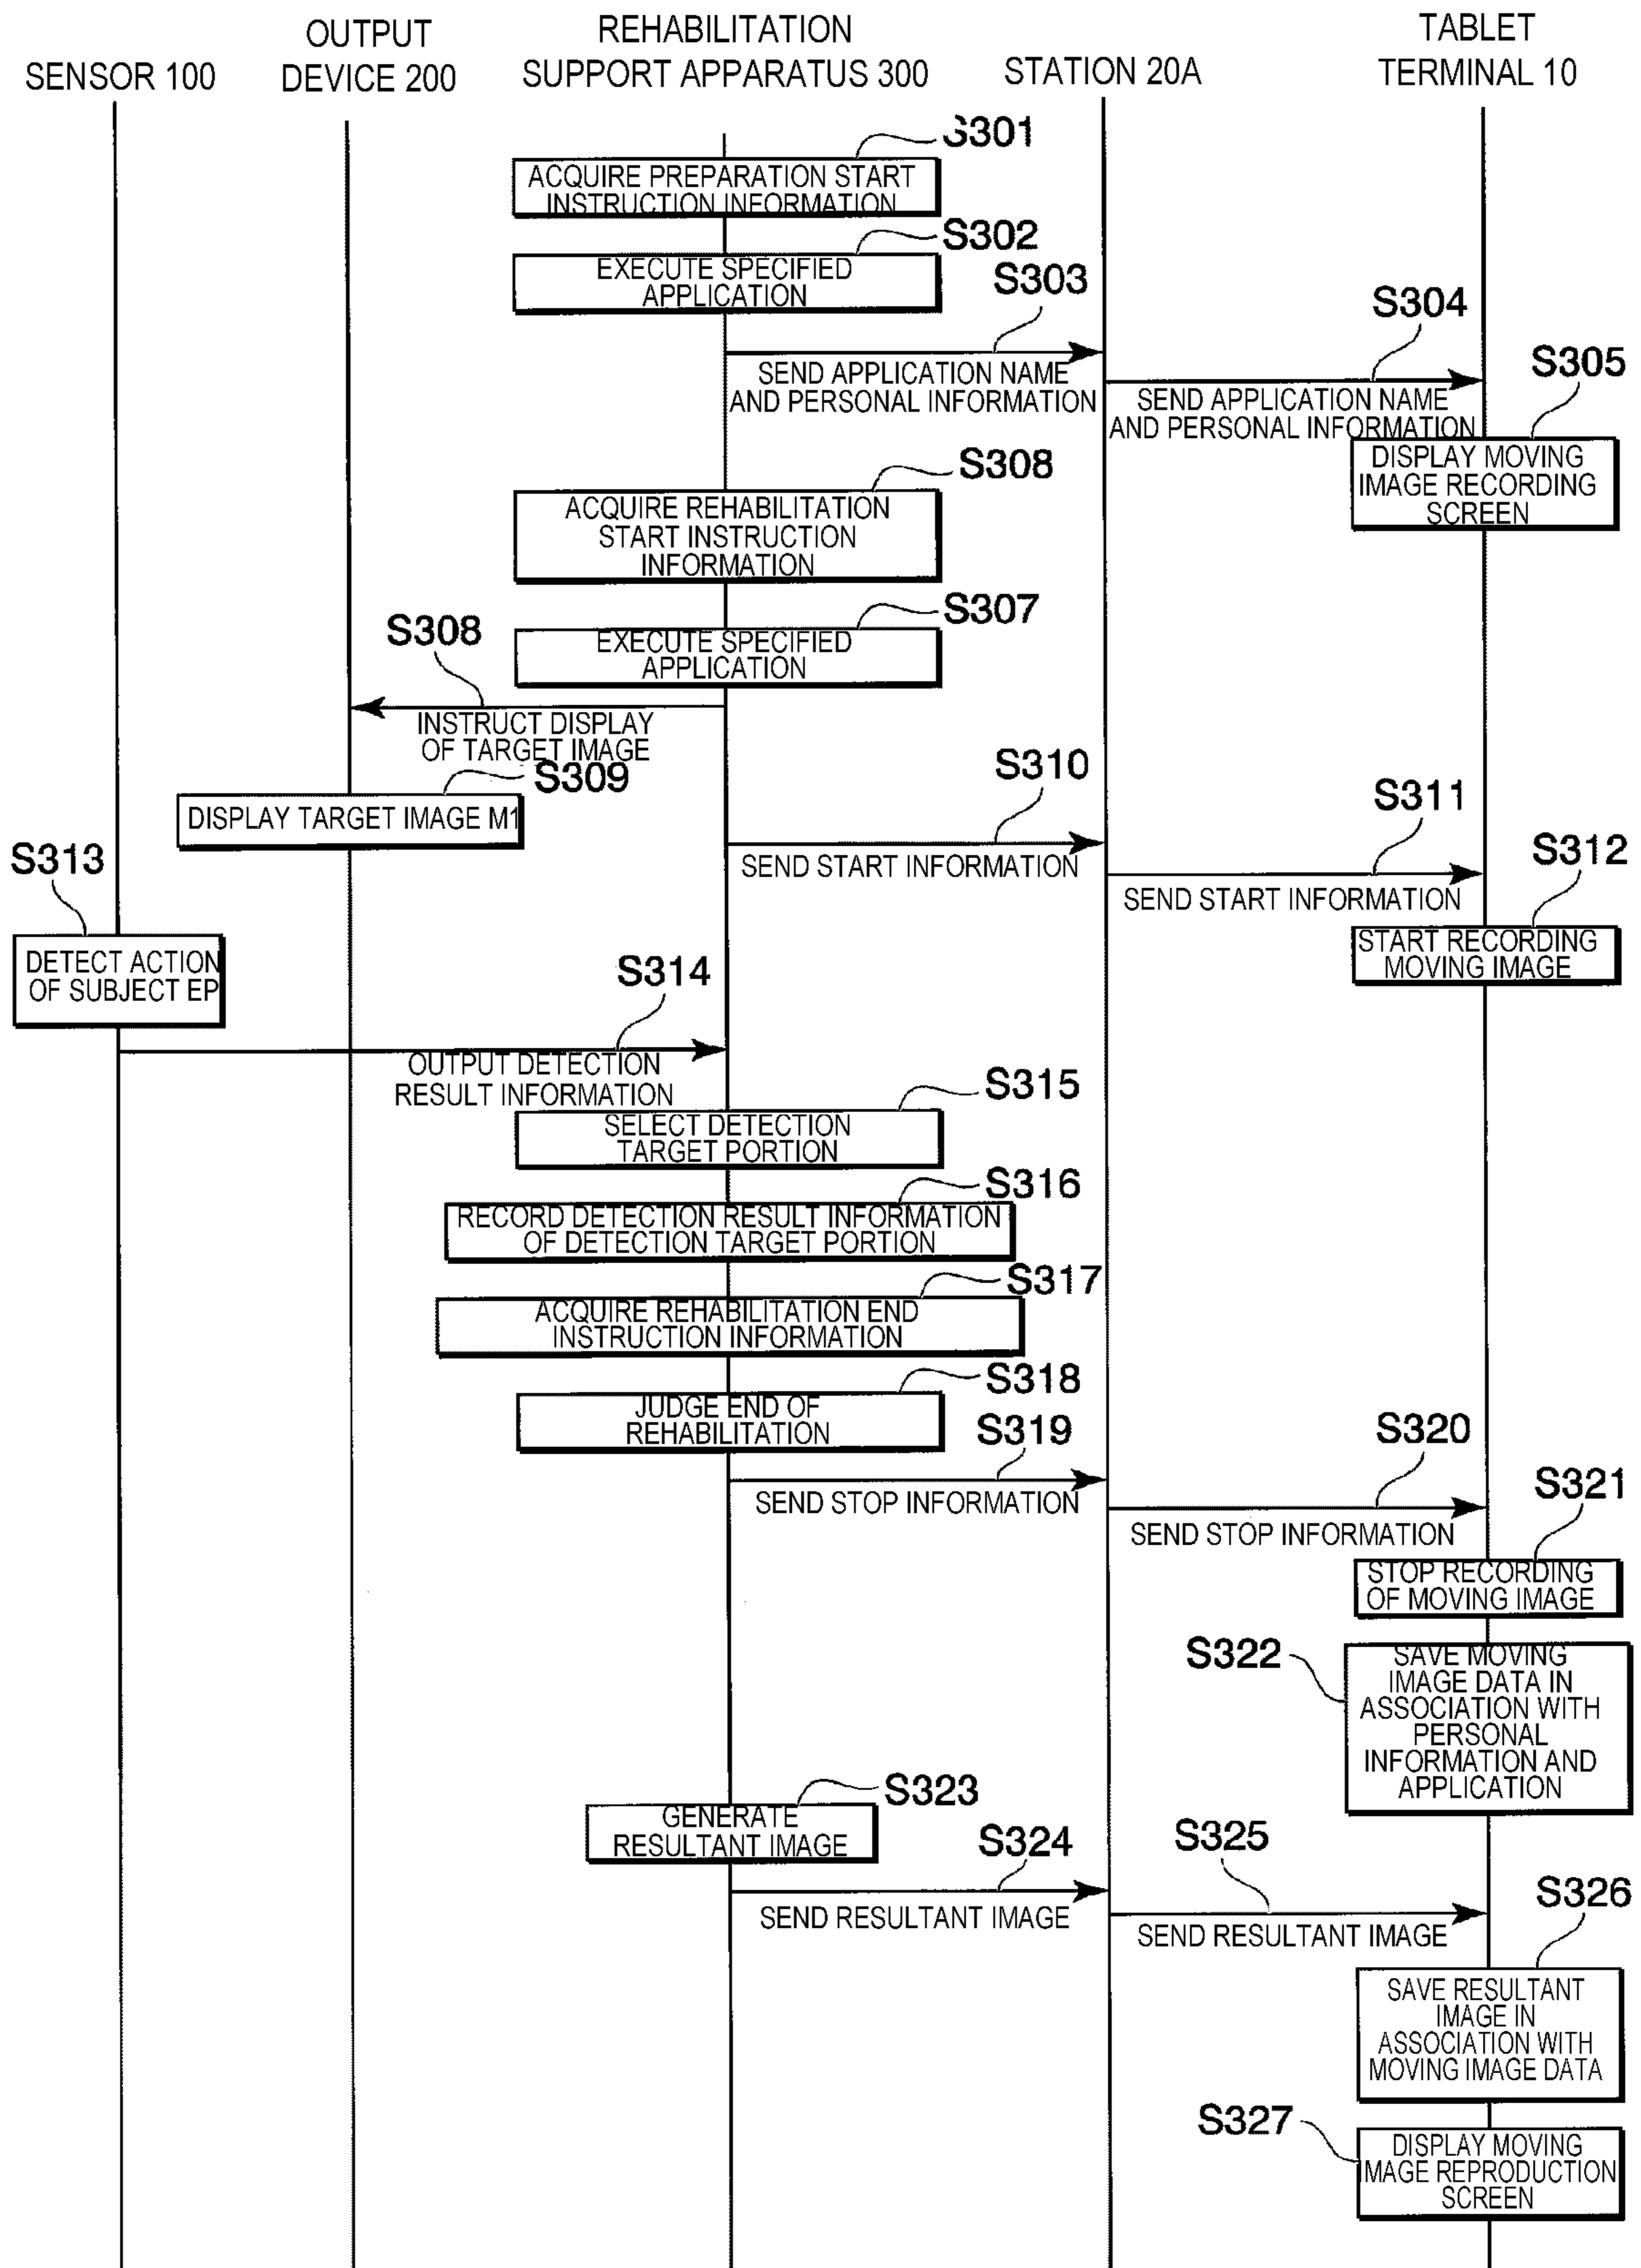 SENSOR 100
OUTPUT
DEVICE 200
REHABILITATION
SUPPORT APPARATUS 300
STATION 20A
TABLET
TERMINAL 10
S301
ACQUIRE PREPARATION START
INSTRUCTION INFORMATION
S302
EXECUTE SPECIFIED
APPLICATION
S303
SEND APPLICATION NAME
AND PERSONAL INFORMATION
S304
SEND APPLICATION NAME
AND PERSONAL INFORMATION
S305
DISPLAY MOVING
IMAGE RECORDING
SCREEN
S308
ACQUIRE REHABILITATION
START INSTRUCTION
INFORMATION
S307
EXECUTE SPECIFIED
APPLICATION
S308
INSTRUCT DISPLAY
OF TARGET IMAGE
S309
DISPLAY TARGET IMAGE M1
S310
SEND START INFORMATION
S311
SEND START INFORMATION
S312
START RECORDING
MOVING IMAGE
S313
DETECT ACTION
OF SUBJECT EP
S314
OUTPUT DETECTION
RESULT INFORMATION
S315
SELECT DETECTION
TARGET PORTION
S316
RECORD DETECTION RESULT INFORMATION
OF DETECTION TARGET PORTION
S317
ACQUIRE REHABILITATION END
INSTRUCTION INFORMATION
S318
JUDGE END OF
REHABILITATION
S319
SEND STOP INFORMATION
S320
SEND STOP INFORMATION
S321
STOP RECORDING
OF MOVING IMAGE
S322
SAVE MOVING
IMAGE DATA IN
ASSOCIATION WITH
PERSONAL
INFORMATION AND
APPLICATION
S323
GENERATE
RESULTANT IMAGE
S324
SEND RESULTANT IMAGE
S325
SEND RESULTANT IMAGE
S326
SAVE RESULTANT
IMAGE IN
ASSOCIATION WITH
MOVING IMAGE DATA
S327
DISPLAY MOVING
MAGE REPRODUCTION
SCREEN